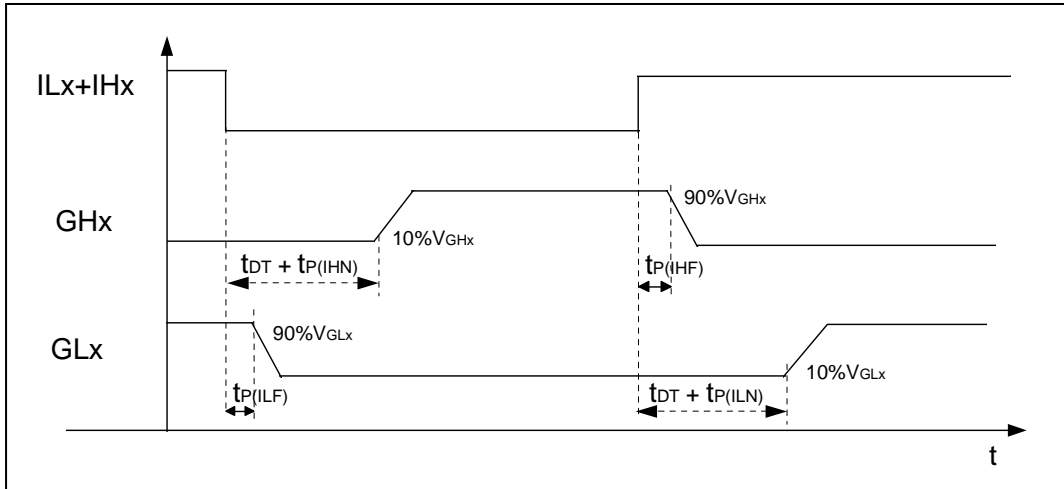 ILx+IHx
GHx
90%VGHx
10%VGHx
tDT + tP(IHN)
tP(IHF)
GLx
90%VGLx
10%VGLx
tP(ILF)
tDT + tP(ILN)
t